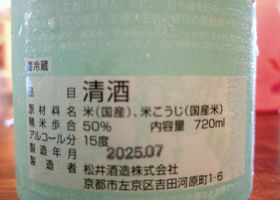 要冷蔵
品目 清酒
原材料名 米(国産)、米こうじ(国産米)
精米歩合 50% 内容量 720ml
アルコール分 15度
製造年月 2025.07
製造者 松井酒造株式会社
京都市左京区吉田河原町1-6